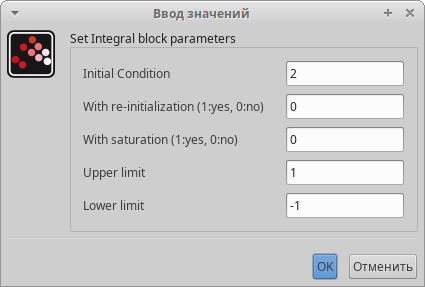 Ввод значений
Set Integral block parameters
Initial Condition 2
With re-initialization (1:yes, 0:no) 0
With saturation (1:yes, 0:no) 0
Upper limit 1
Lower limit -1
OK Отменить